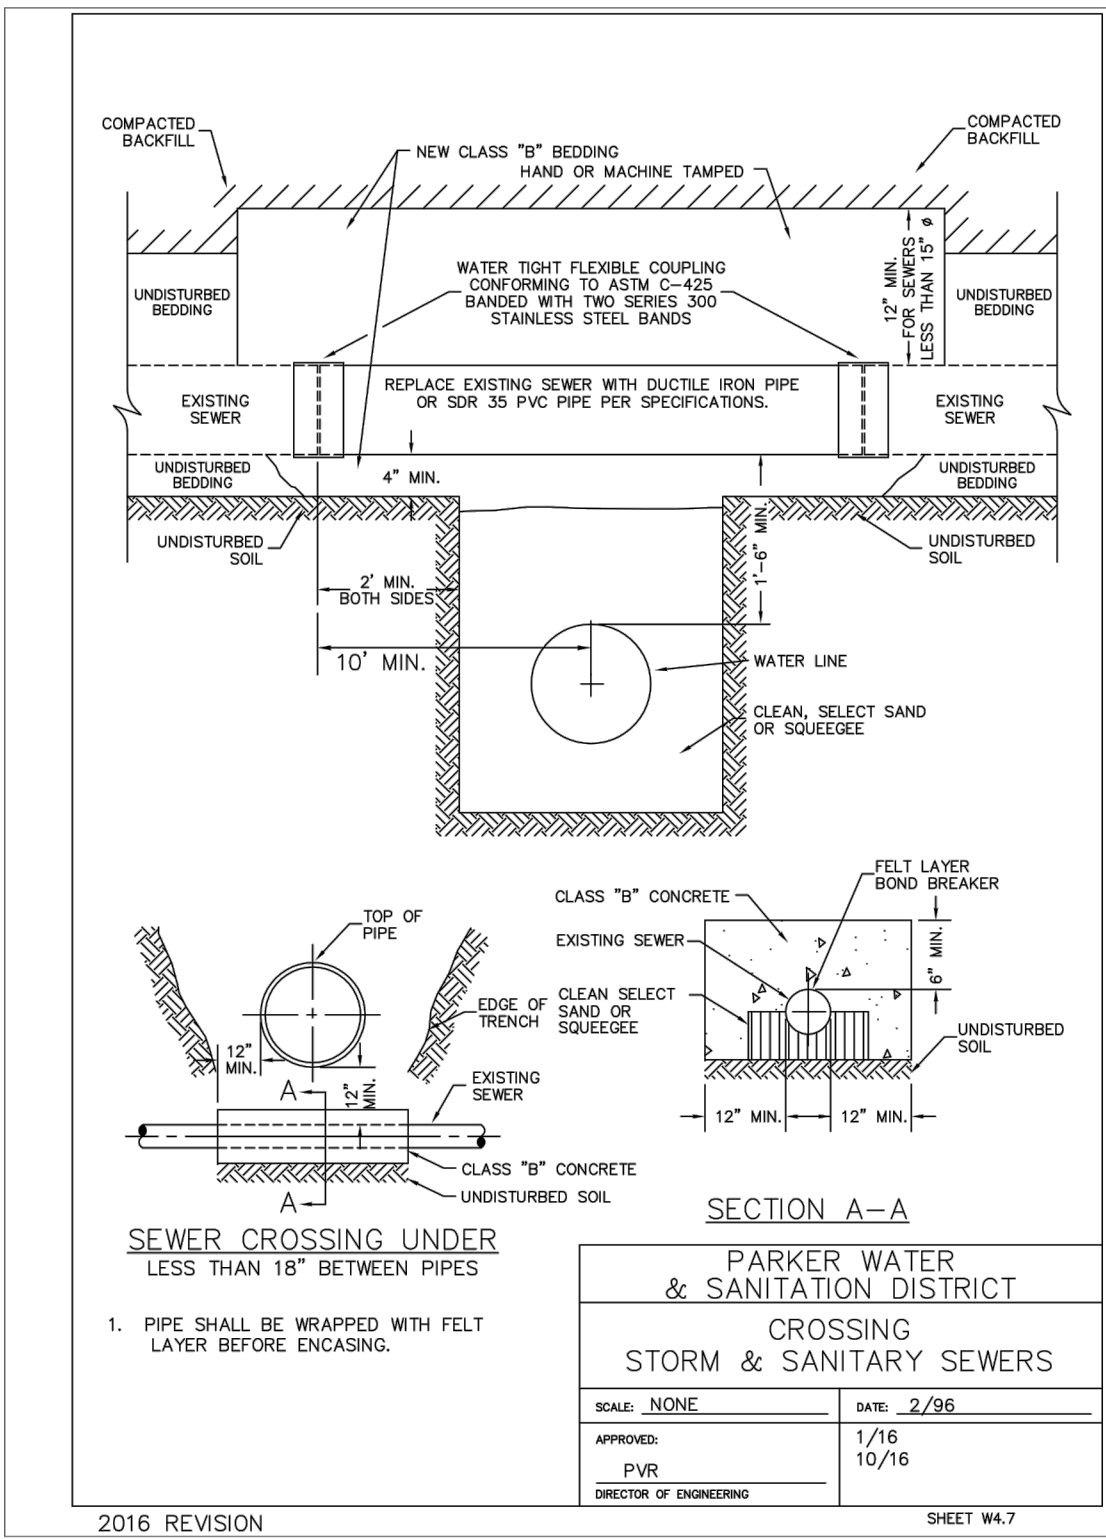 COMPACTED
BACKFILL
NEW CLASS "B" BEDDING
HAND OR MACHINE TAMPED
COMPACTED
BACKFILL
12" MIN.
FOR SEWERS
LESS THAN 15" ø
WATER TIGHT FLEXIBLE COUPLING
CONFORMING TO ASTM C-425
BANDED WITH TWO SERIES 300
STAINLESS STEEL BANDS
UNDISTURBED
BEDDING
UNDISTURBED
BEDDING
EXISTING
SEWER
REPLACE EXISTING SEWER WITH DUCTILE IRON PIPE
OR SDR 35 PVC PIPE PER SPECIFICATIONS.
EXISTING
SEWER
UNDISTURBED
BEDDING
4" MIN.
UNDISTURBED
BEDDING
UNDISTURBED
SOIL
1'-6" MIN.
UNDISTURBED
SOIL
2' MIN.
BOTH SIDES
10' MIN.
WATER LINE
CLEAN, SELECT SAND
OR SQUEEGEE
TOP OF
PIPE
EDGE OF
TRENCH
12"
MIN.
12"
MIN.
A
EXISTING
SEWER
CLASS "B" CONCRETE
UNDISTURBED SOIL
A
SEWER CROSSING UNDER
LESS THAN 18" BETWEEN PIPES
FELT LAYER
BOND BREAKER
CLASS "B" CONCRETE
EXISTING SEWER
6" MIN.
CLEAN SELECT
SAND OR
SQUEEGEE
UNDISTURBED
SOIL
12" MIN.
12" MIN.
SECTION A-A
1. PIPE SHALL BE WRAPPED WITH FELT
LAYER BEFORE ENCASING.
PARKER WATER
& SANITATION DISTRICT
CROSSING
STORM & SANITARY SEWERS
SCALE: NONE
DATE: 2/96
APPROVED:
PVR
DIRECTOR OF ENGINEERING
1/16
10/16
2016 REVISION
SHEET W4.7